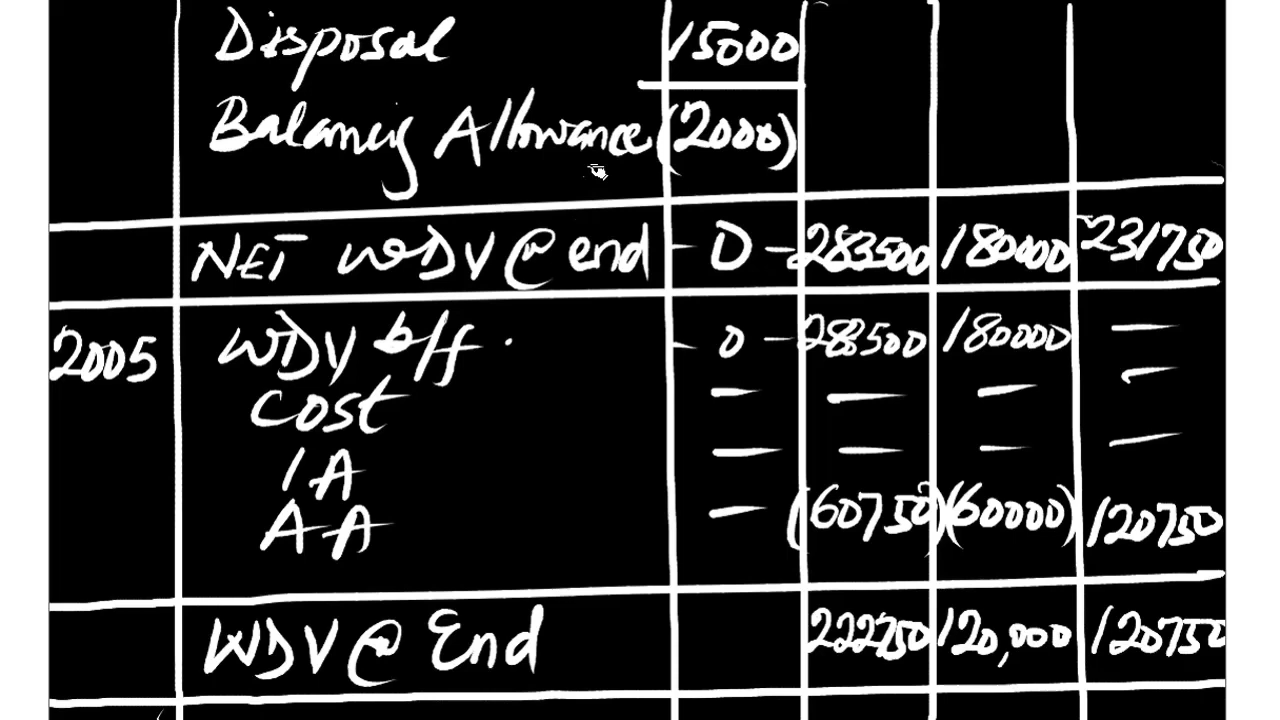 Disposal 15000
Balancing Allowance (2000)
NET WDV @ end - 0 - 283500 180000 231750
2005 WDV b/f - 0 - 283500 180000 —
Cost — — — —
IA — — — —
AA — (60750) (60000) 120750
WDV @ End 222750 120,000 120750